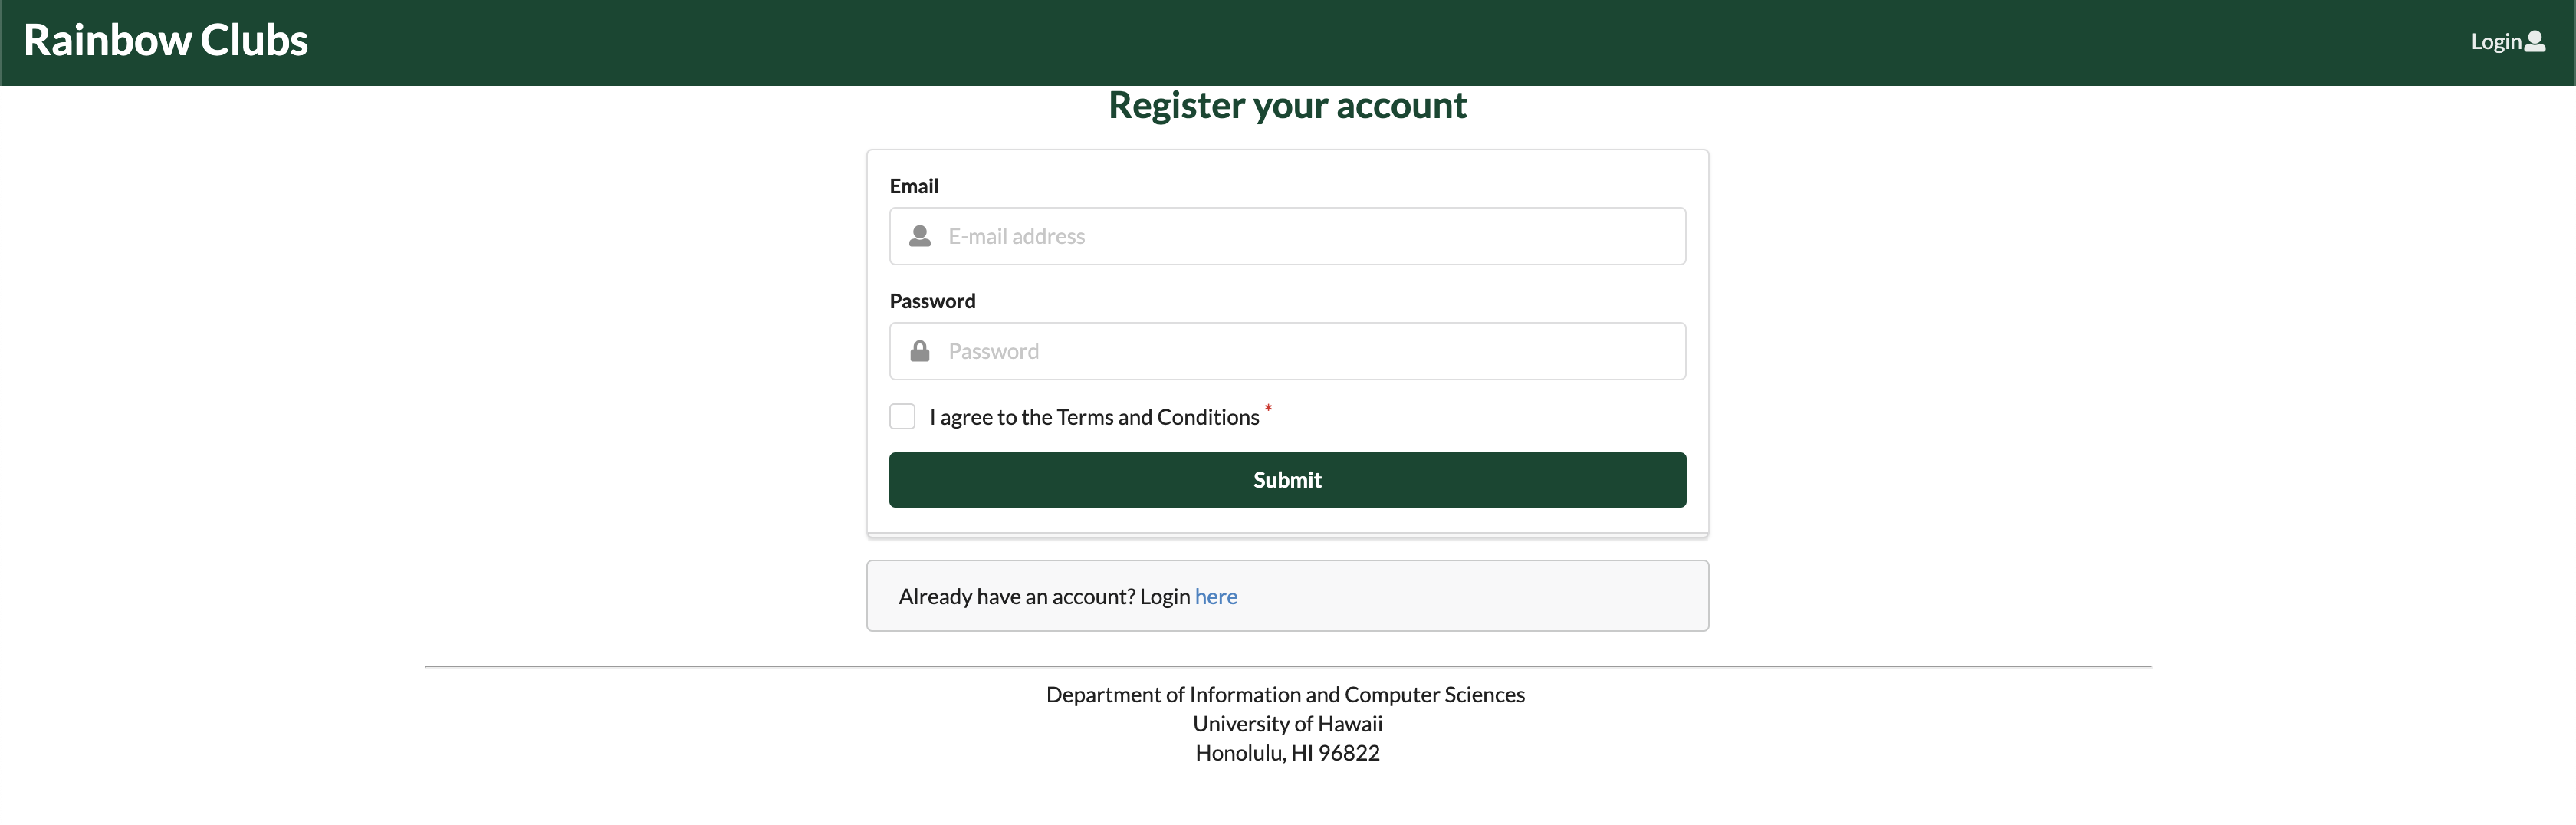 Rainbow Clubs
Login
Register your account
Email
E-mail address
Password
Password
I agree to the Terms and Conditions *
Submit
Already have an account? Login here
Department of Information and Computer Sciences
University of Hawaii
Honolulu, HI 96822